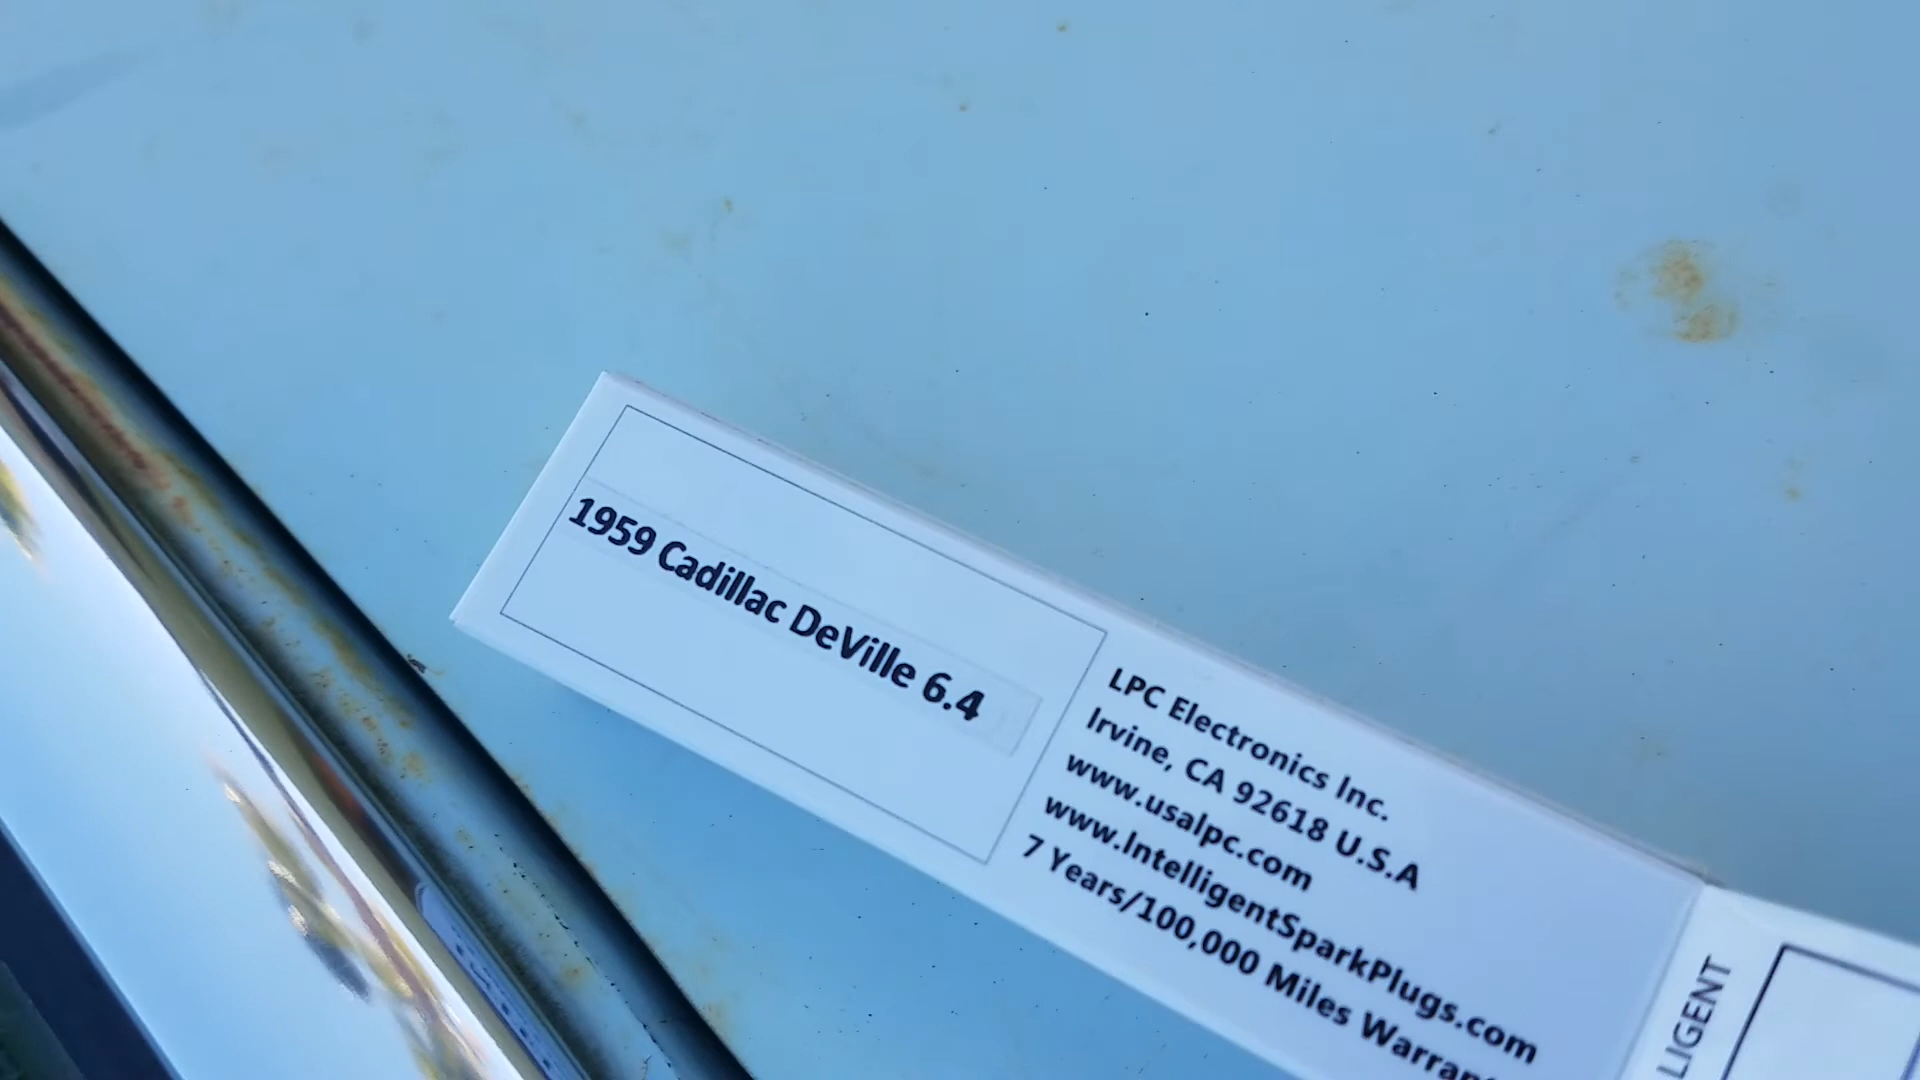 1959 Cadillac DeVille 6.4
LPC Electronics Inc.
Irvine, CA 92618 U.S.A
www.usalpc.com
www.IntelligentSparkPlugs.com
7 Years/100,000 Miles